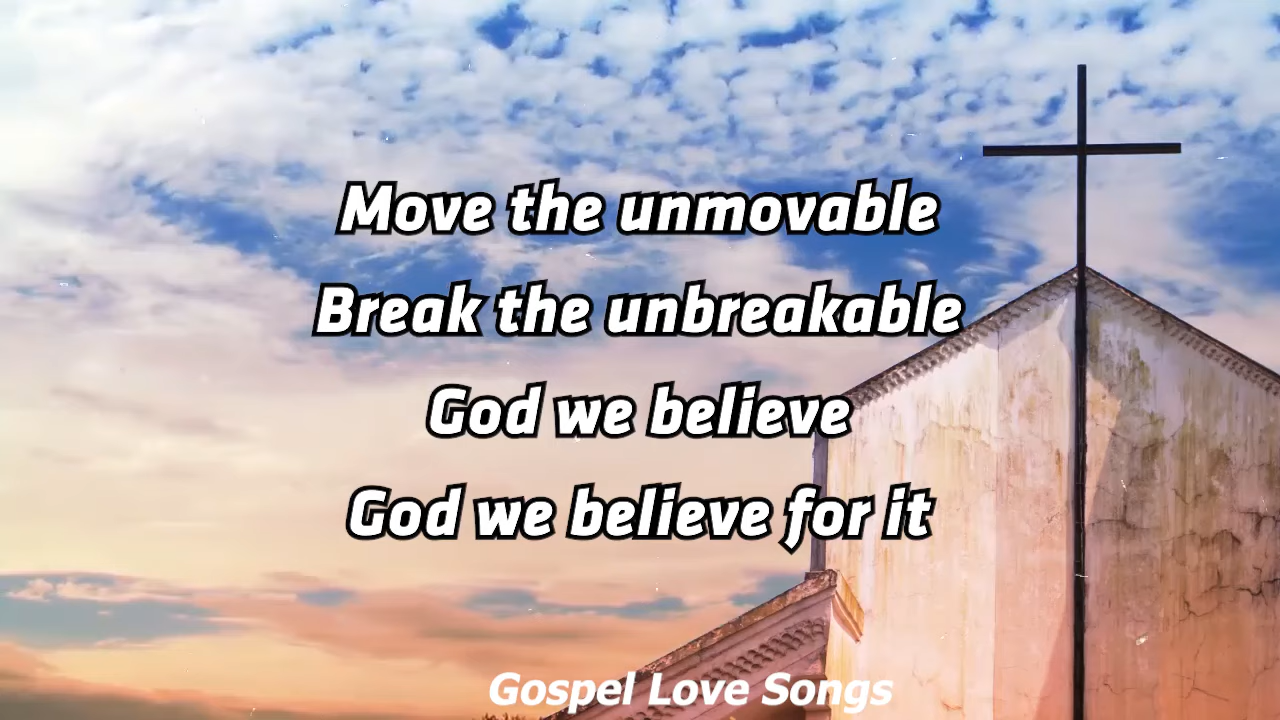 Move the unmovable
Break the unbreakable
God we believe
God we believe for it
Gospel Love Songs